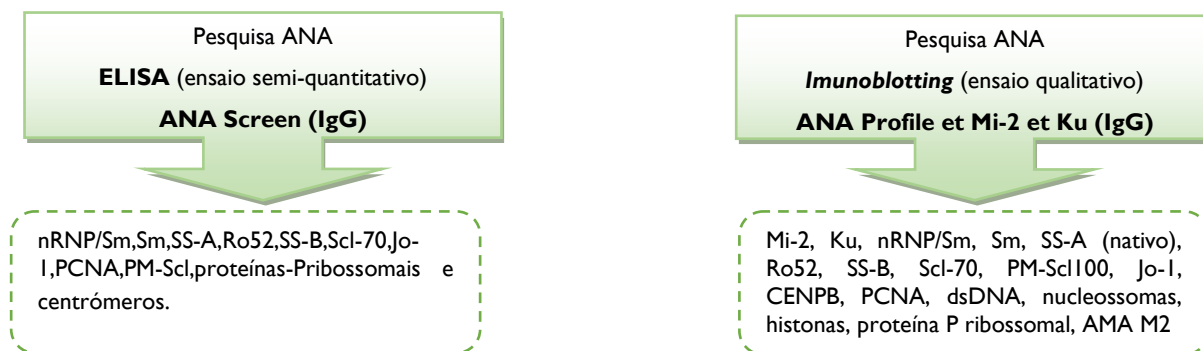 Pesquisa ANA
ELISA (ensaio semi-quantitativo)
ANA Screen (IgG)
nRNP/Sm,Sm,SS-A,Ro52,SS-B,Scl-70,Jo-
1,PCNA,PM-Scl,proteínas-Pribossomais e
centrómeros.
Pesquisa ANA
Imunoblotting (ensaio qualitativo)
ANA Profile et Mi-2 et Ku (IgG)
Mi-2, Ku, nRNP/Sm, Sm, SS-A (nativo),
Ro52, SS-B, Scl-70, PM-Scl100, Jo-1,
CENPB, PCNA, dsDNA, nucleossomas,
histonas, proteína P ribossomal, AMA M2